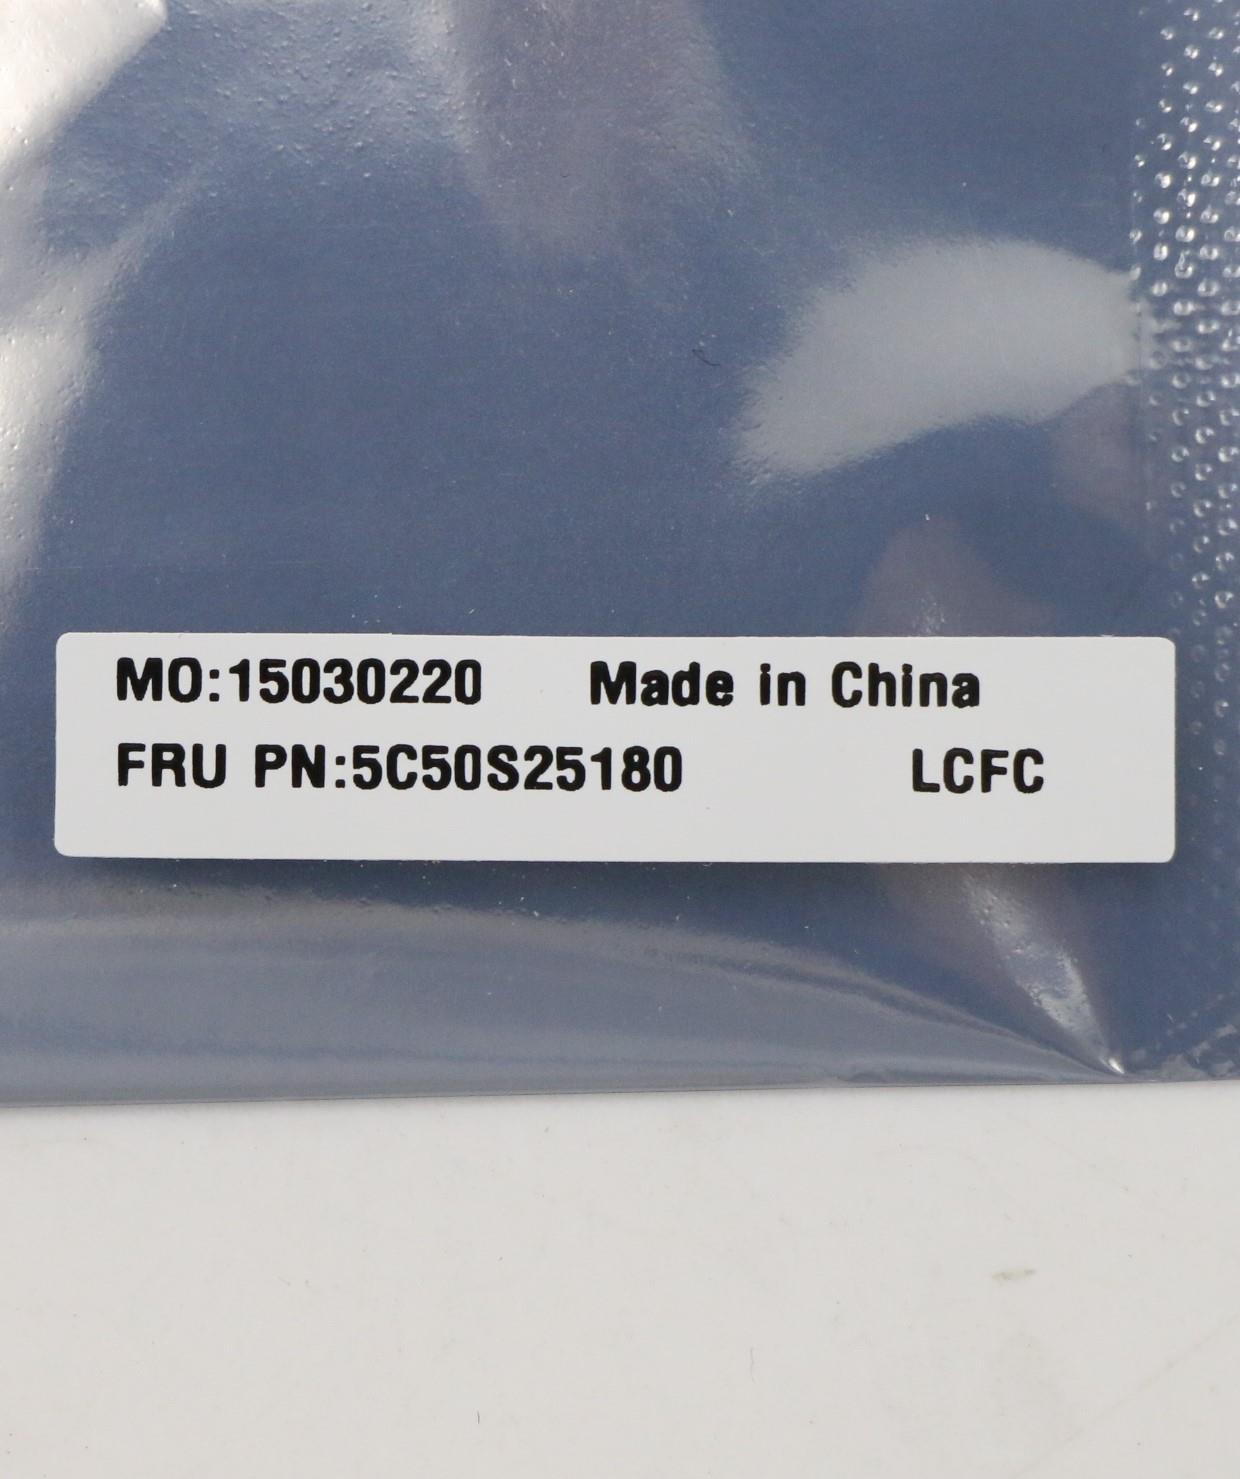 MO:15030220 Made in China
FRU PN:5C50S25180 LCFC